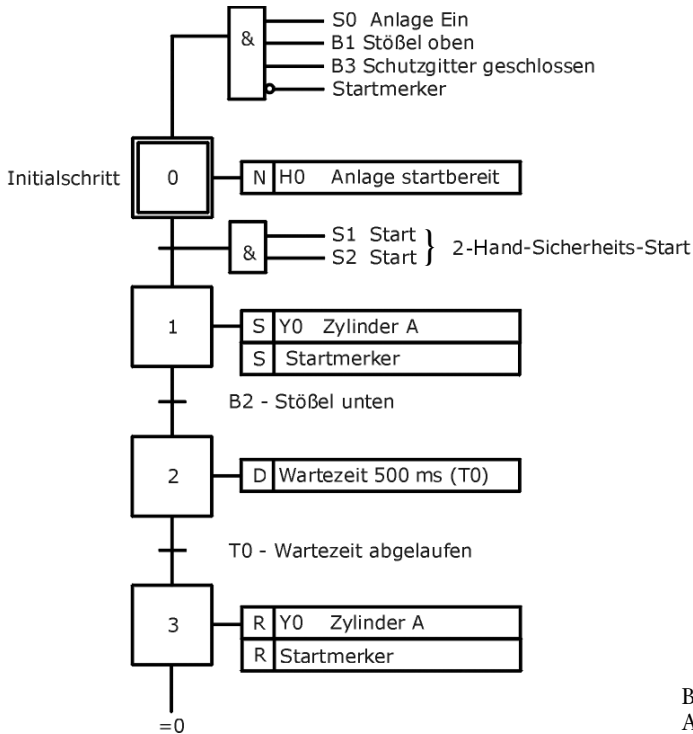 & S0 Anlage Ein
B1 Stößel oben
B3 Schutzgitter geschlossen
Startmerker
Initialschritt 0 N H0 Anlage startbereit
& S1 Start } 2-Hand-Sicherheits-Start
S2 Start
1 S Y0 Zylinder A
S Startmerker
B2 - Stößel unten
2 D Wartezeit 500 ms (T0)
T0 - Wartezeit abgelaufen
3 R Y0 Zylinder A
R Startmerker
=0
B
A